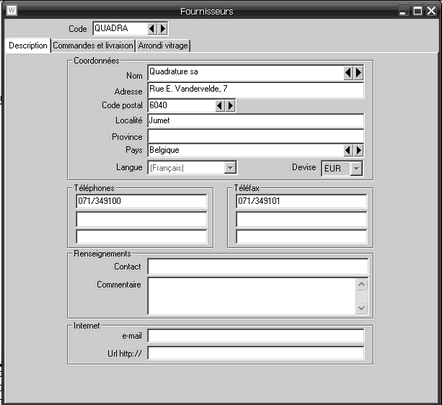 Fournisseurs
Code QUADRA
Description Commandes et livraison Arrondi vitrage
Coordonnées
Nom Quadrature sa
Adresse Rue E. Vandervelde, 7
Code postal 6040
Localité Jumet
Province
Pays Belgique
Langue (Français) Devise EUR
Téléphones Téléfax
071/349100 071/349101
Renseignements
Contact
Commentaire
Internet
e-mail
Url http://